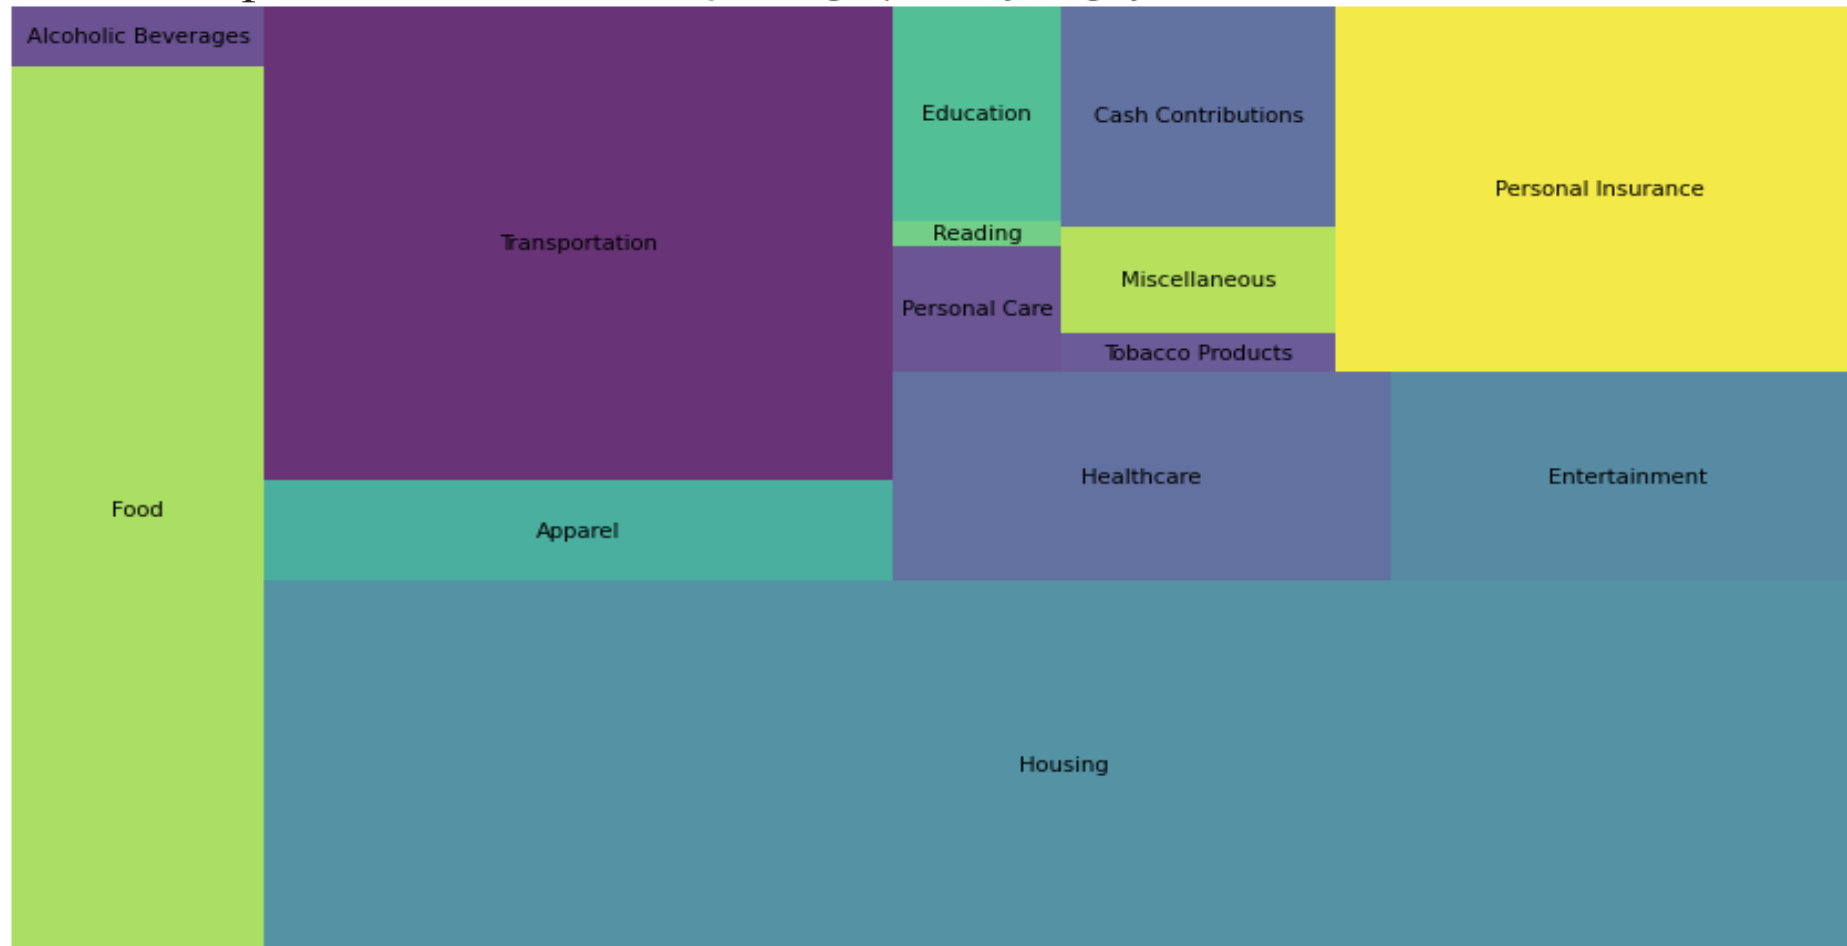 Alcoholic Beverages
Food
Transportation
Apparel
Education
Reading
Personal Care
Cash Contributions
Miscellaneous
Tobacco Products
Personal Insurance
Healthcare
Entertainment
Housing